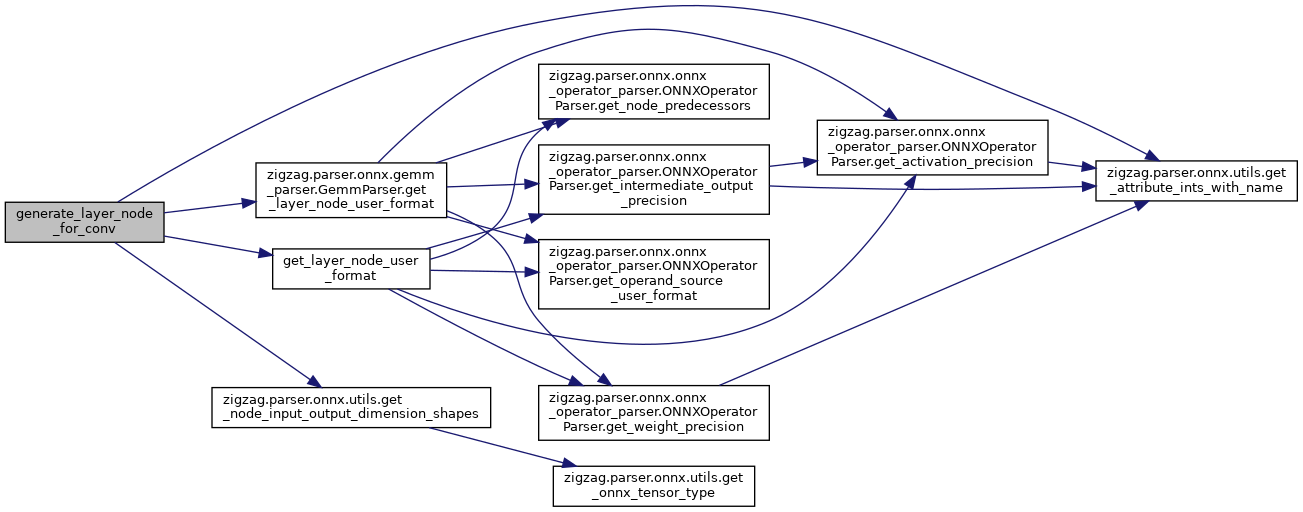 generate_layer_node
_for_conv
zigzag.parser.onnx.gemm
_parser.GemmParser.get
_layer_node_user_format
get_layer_node_user
_format
zigzag.parser.onnx.utils.get
_node_input_output_dimension_shapes
zigzag.parser.onnx.onnx
_operator_parser.ONNXOperator
Parser.get_node_predecessors
zigzag.parser.onnx.onnx
_operator_parser.ONNXOperator
Parser.get_intermediate_output
_precision
zigzag.parser.onnx.onnx
_operator_parser.ONNXOperator
Parser.get_operand_source
_user_format
zigzag.parser.onnx.onnx
_operator_parser.ONNXOperator
Parser.get_weight_precision
zigzag.parser.onnx.utils.get
_onnx_tensor_type
zigzag.parser.onnx.onnx
_operator_parser.ONNXOperator
Parser.get_activation_precision
zigzag.parser.onnx.utils.get
_attribute_ints_with_name